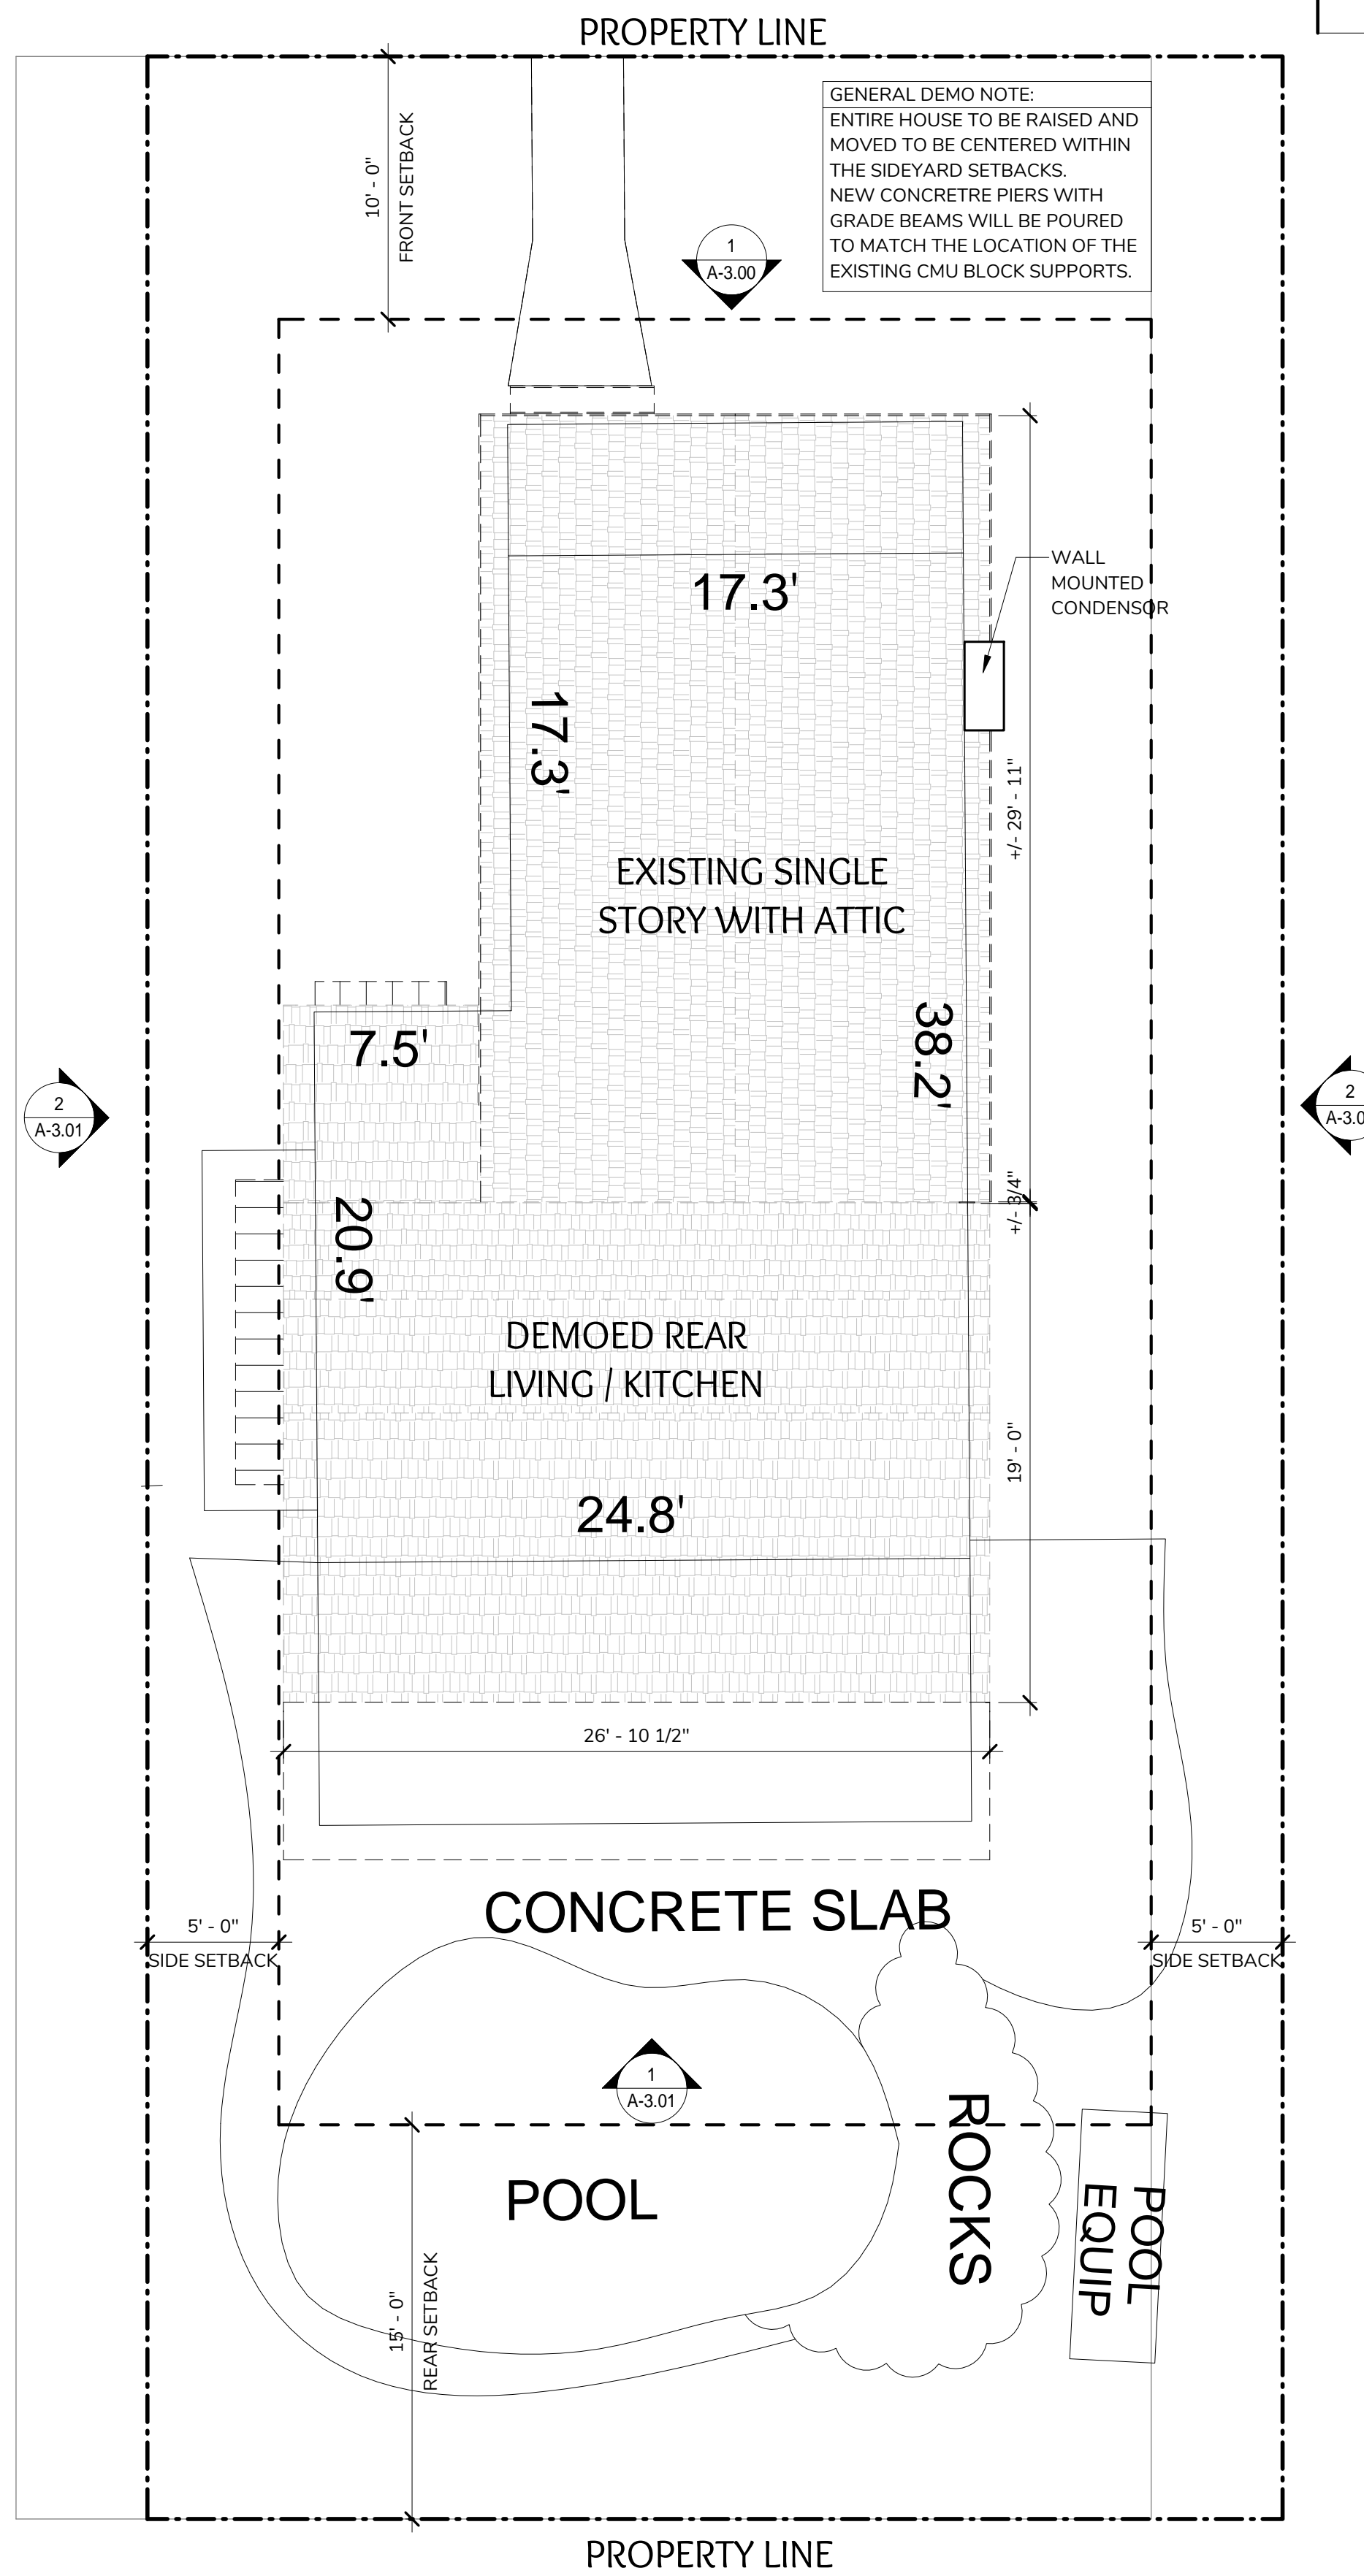 PROPERTY LINE
GENERAL DEMO NOTE:
ENTIRE HOUSE TO BE RAISED AND
MOVED TO BE CENTERED WITHIN
THE SIDEYARD SETBACKS.
NEW CONCRETRE PIERS WITH
GRADE BEAMS WILL BE POURED
TO MATCH THE LOCATION OF THE
EXISTING CMU BLOCK SUPPORTS.
10' - 0"
FRONT SETBACK
1
A-3.00
17.3'
WALL
MOUNTED
CONDENSOR
17.3'
+/- 29' - 11"
EXISTING SINGLE
STORY WITH ATTIC
38.2'
7.5'
2
A-3.01
2
A-3.0
+/- 3/4"
20.9'
DEMOED REAR
LIVING / KITCHEN
19' - 0"
24.8'
26' - 10 1/2"
CONCRETE SLAB
5' - 0"
SIDE SETBACK
5' - 0"
SIDE SETBACK
1
A-3.01
ROCKS
POOL
POOL
EQUIP
15' - 0"
REAR SETBACK
PROPERTY LINE